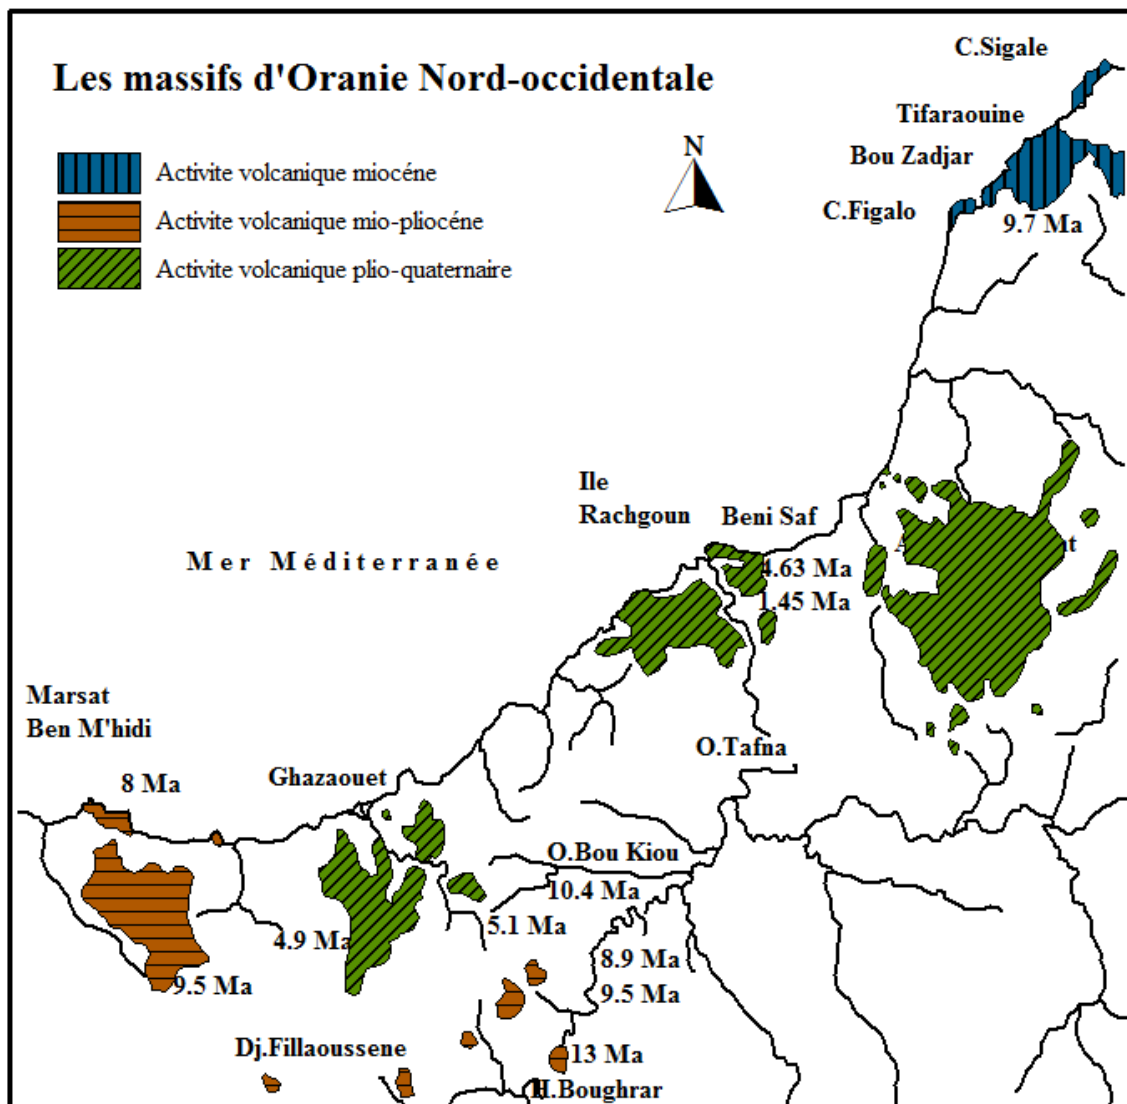 Les massifs d'Oranie Nord-occidentale
Activite volcanique miocéne
Activite volcanique mio-pliocéne
Activite volcanique plio-quaternaire
N
C.Sigale
Tifaraouine
Bou Zadjar
C.Figalo
9.7 Ma
Ile
Rachgoun
Beni Saf
Mer Méditerranée
4.63 Ma
1.45 Ma
Marsat
Ben M'hidi
8 Ma
Ghazaouet
O.Tafna
O.Bou Kiou
10.4 Ma
5.1 Ma
4.9 Ma
8.9 Ma
9.5 Ma
9.5 Ma
Dj.Fillaoussene
13 Ma
H.Boughrar